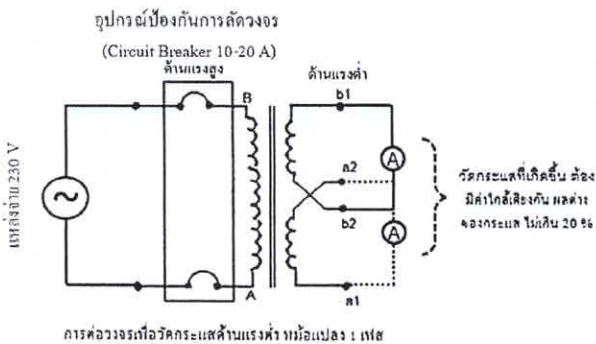 อุปกรณ์ป้องกันการลัดวงจร
(Circuit Breaker 10-20 A)
ด้านแรงสูง
ด้านแรงต่ำ
แหล่งจ่าย 230 V
B
A
b1
a2
b2
a1
A
A
วัดกระแสที่เกิดขึ้น ต้อง
มีค่าใกล้เคียงกัน ผลต่าง
ของกระแส ไม่เกิน 20 %
การต่อวงจรเพื่อวัดกระแสด้านแรงต่ำ หม้อแปลง 1 เฟส